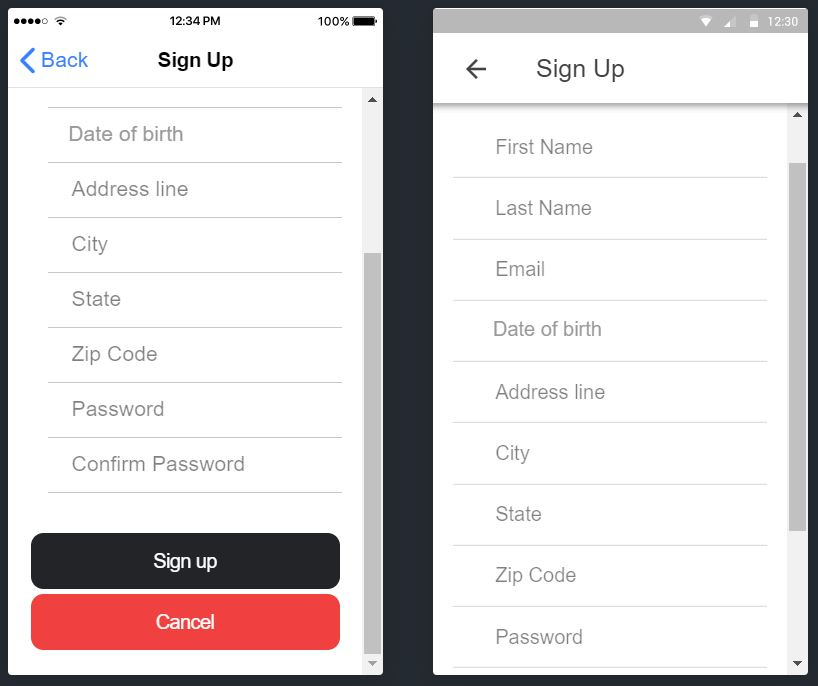 12:34 PM 100%
Back Sign Up
Date of birth
Address line
City
State
Zip Code
Password
Confirm Password
Sign up
Cancel
12:30
Sign Up
First Name
Last Name
Email
Date of birth
Address line
City
State
Zip Code
Password